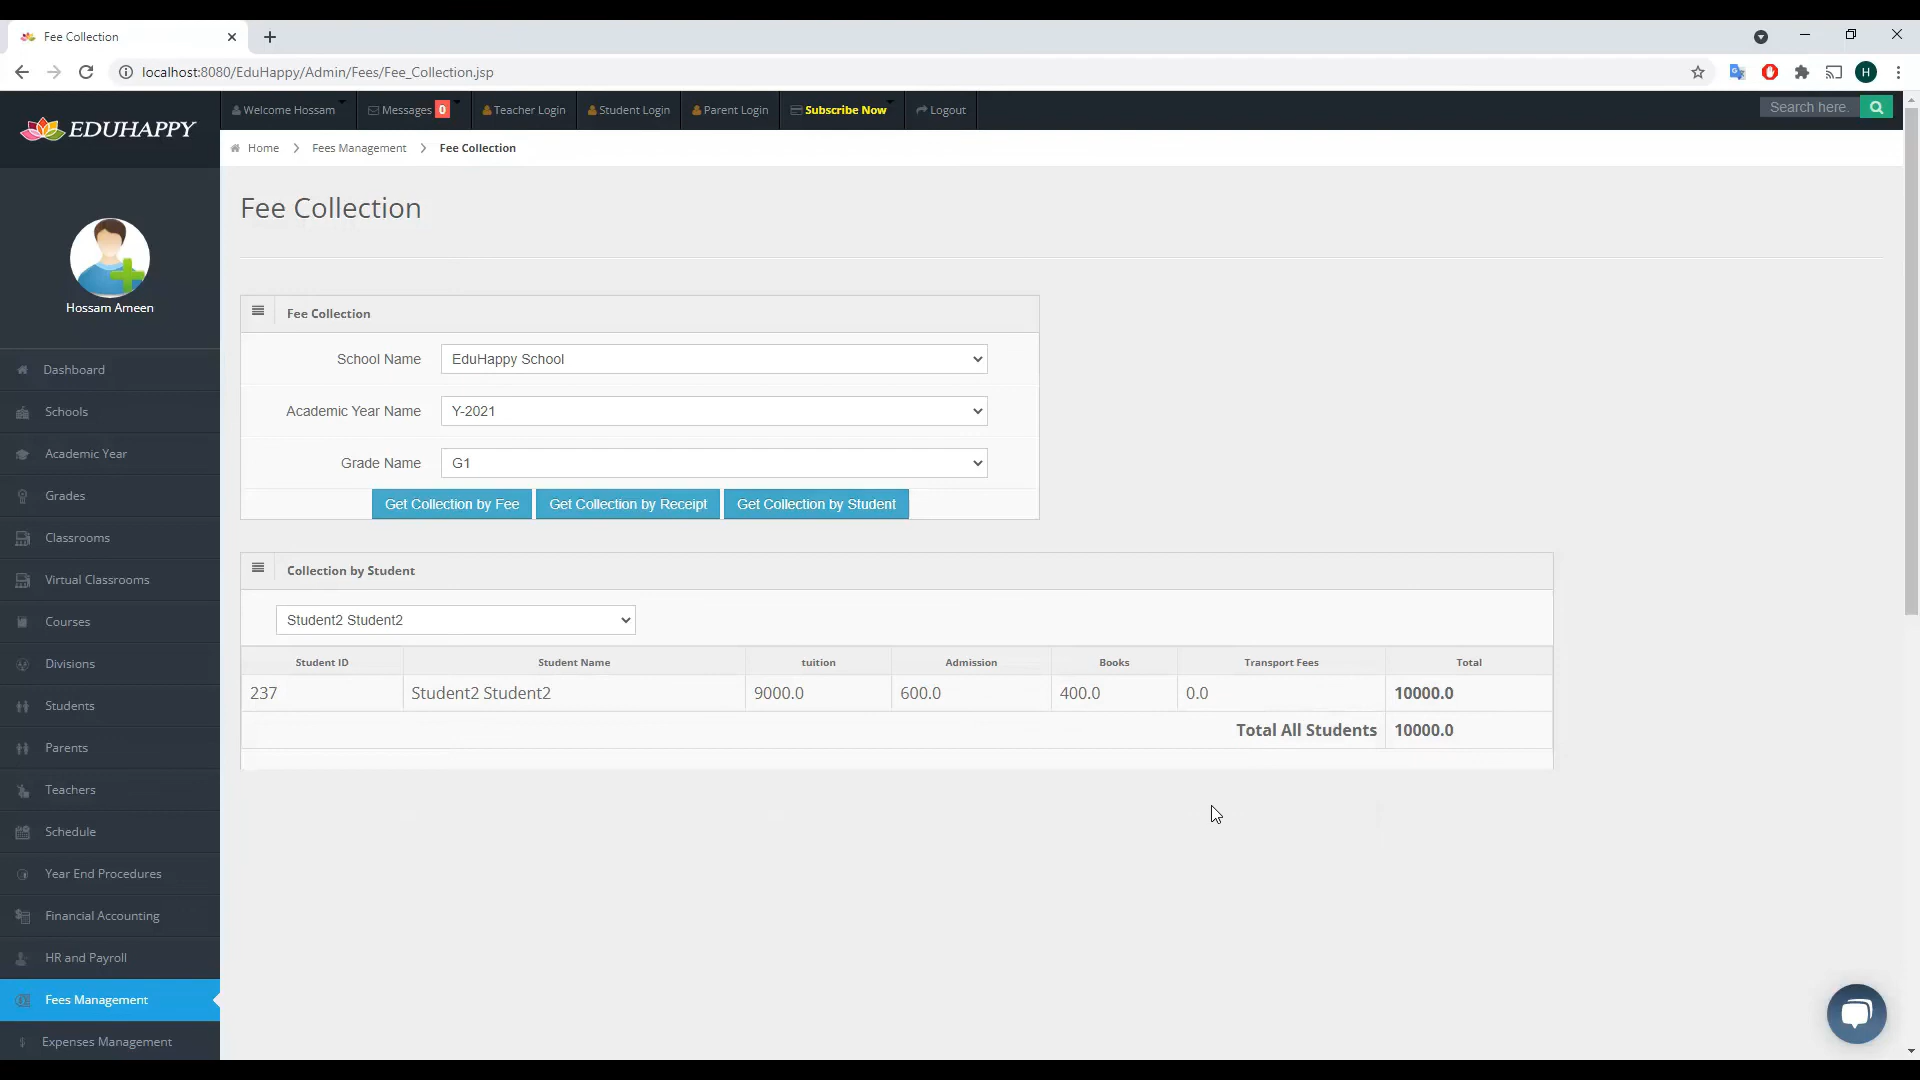 Fee Collection
localhost:8080/EduHappy/Admin/Fees/Fee_Collection.jsp
H
EDUHAPPY
Welcome Hossam
Messages 0
Teacher Login
Student Login
Parent Login
Subscribe Now
Logout
Search here.
Home > Fees Management > Fee Collection
Hossam Ameen
Dashboard
Schools
Academic Year
Grades
Classrooms
Virtual Classrooms
Courses
Divisions
Students
Parents
Teachers
Schedule
Year End Procedures
Financial Accounting
HR and Payroll
Fees Management
Expenses Management
Fee Collection
Fee Collection
School Name EduHappy School
Academic Year Name Y-2021
Grade Name G1
Get Collection by Fee Get Collection by Receipt Get Collection by Student
Collection by Student
Student2 Student2
Student ID Student Name tuition Admission Books Transport Fees Total
237 Student2 Student2 9000.0 600.0 400.0 0.0 10000.0
Total All Students 10000.0